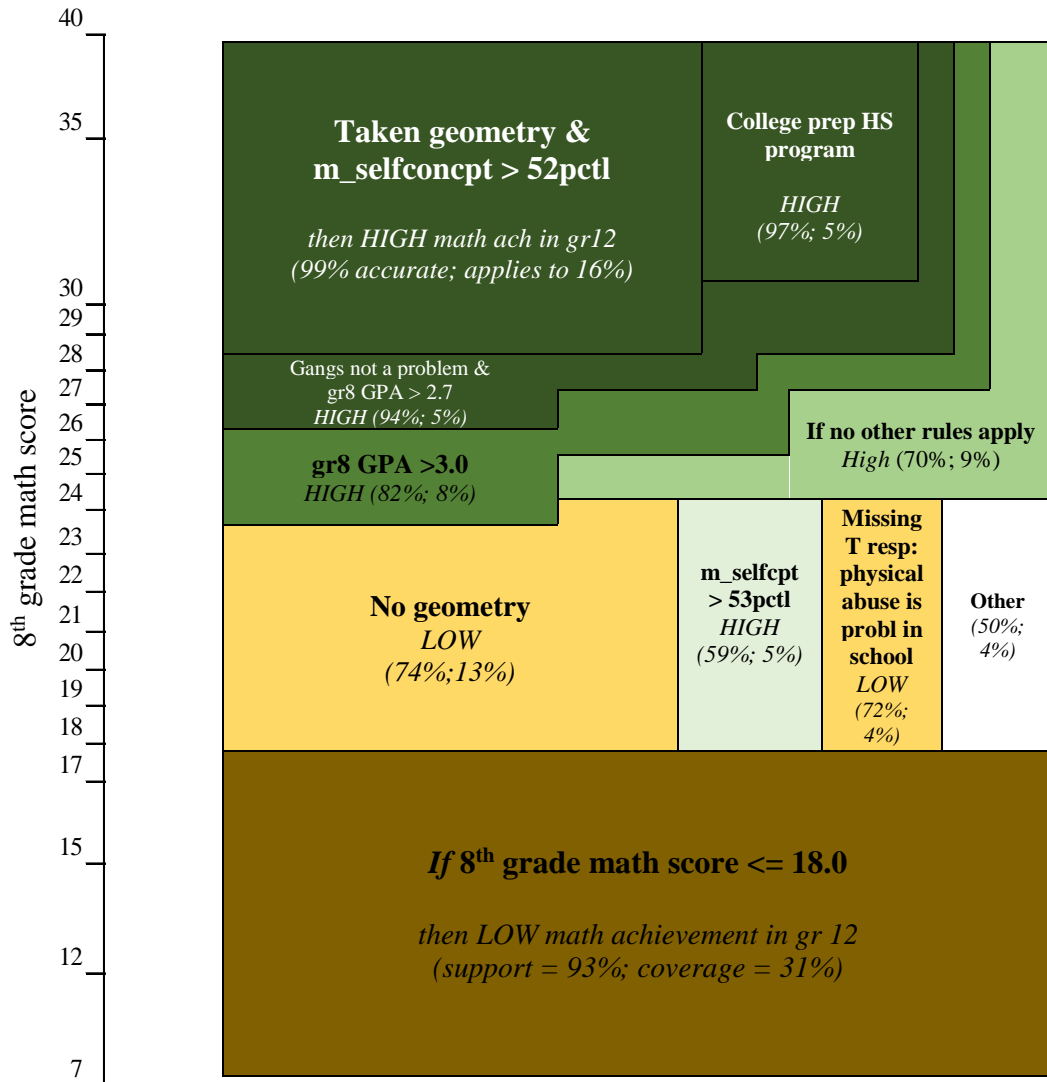 40
35
30
29
28
27
26
25
24
23
22
21
20
19
18
17
15
12
7
8th grade math score
Taken geometry &
m_selfconcpt > 52pctl
then HIGH math ach in gr12
(99% accurate; applies to 16%)
College prep HS
program
HIGH
(97%; 5%)
Gangs not a problem &
gr8 GPA > 2.7
HIGH (94%; 5%)
gr8 GPA >3.0
HIGH (82%; 8%)
If no other rules apply
High (70%; 9%)
No geometry
LOW
(74%;13%)
m_selfcpt
> 53pctl
HIGH
(59%; 5%)
Missing
T resp:
physical
abuse is
probl in
school
LOW
(72%;
4%)
Other
(50%;
4%)
If 8th grade math score <= 18.0
then LOW math achievement in gr 12
(support = 93%; coverage = 31%)